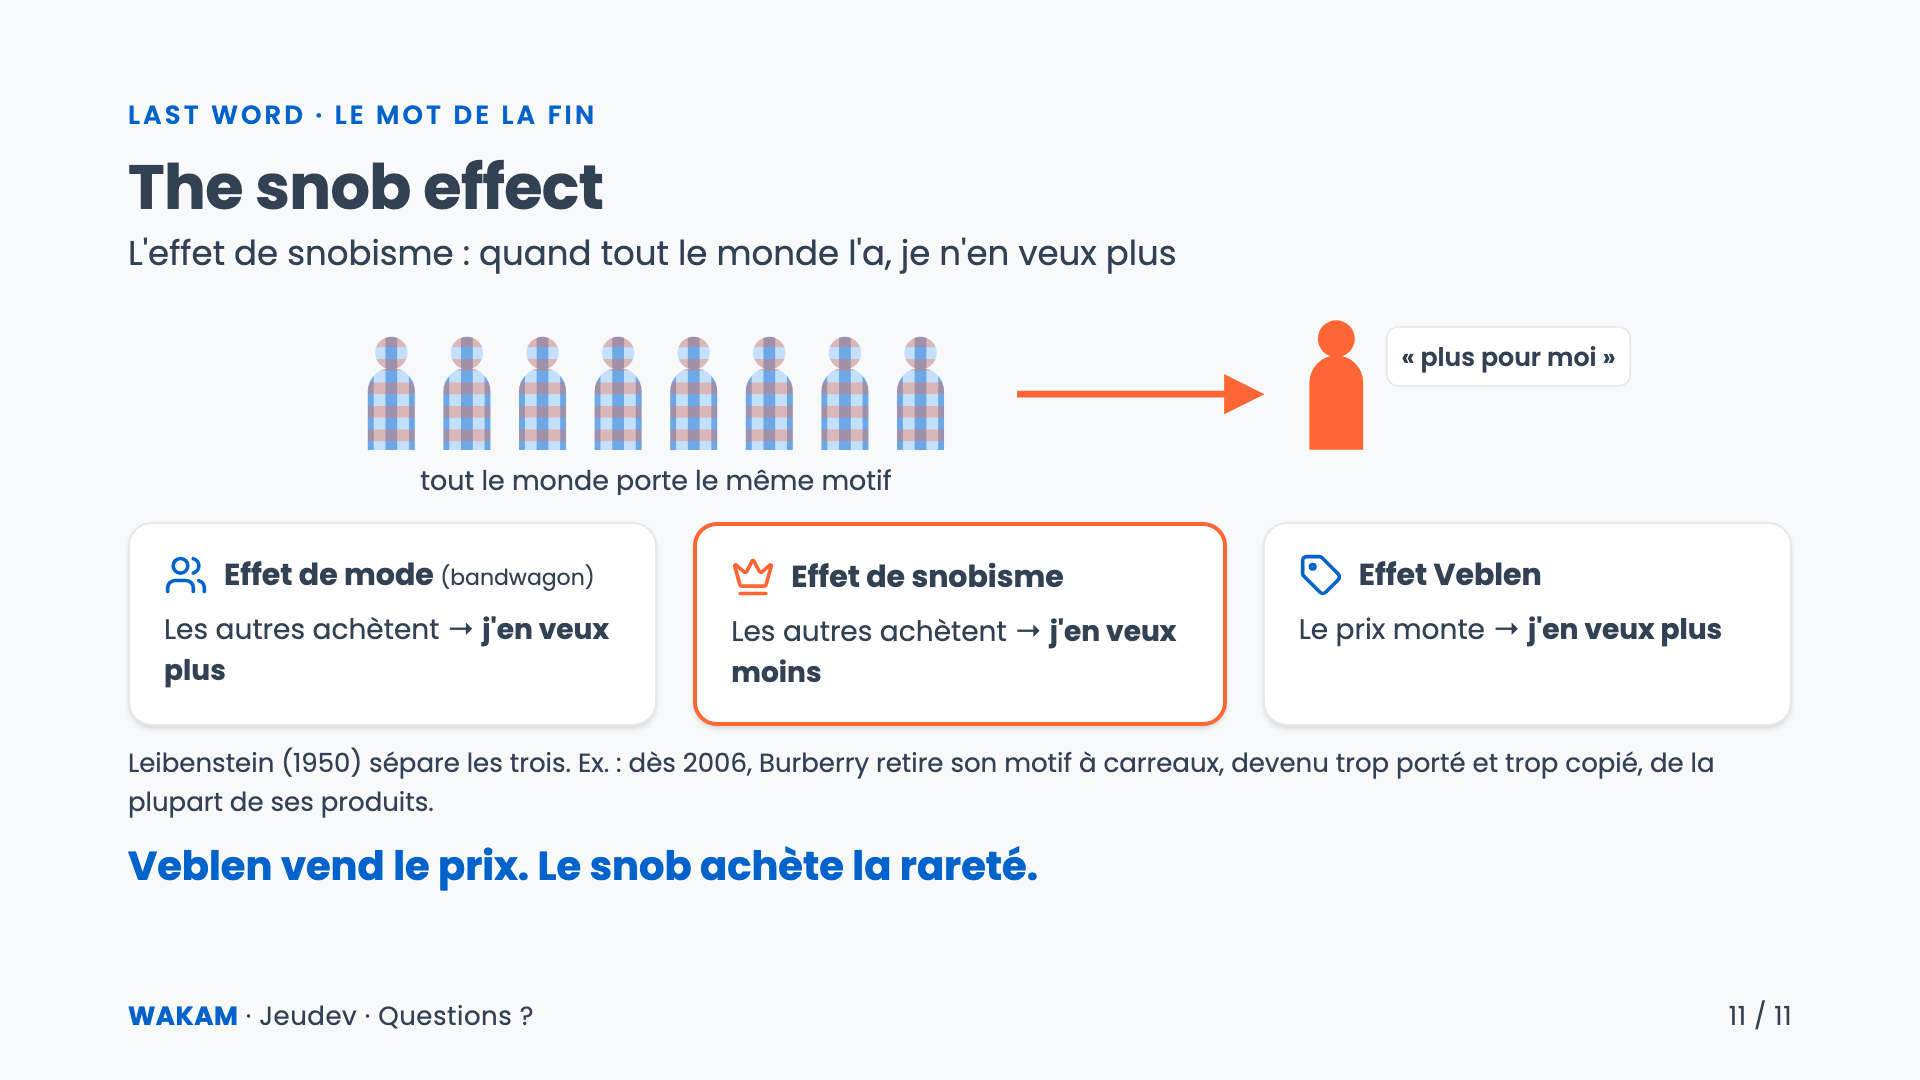 LAST WORD · LE MOT DE LA FIN
The snob effect
L'effet de snobisme : quand tout le monde l'a, je n'en veux plus
« plus pour moi »
tout le monde porte le même motif
Effet de mode (bandwagon)
Les autres achètent → j'en veux
plus
Effet de snobisme
Les autres achètent → j'en veux
moins
Effet Veblen
Le prix monte → j'en veux plus
Leibenstein (1950) sépare les trois. Ex. : dès 2006, Burberry retire son motif à carreaux, devenu trop porté et trop copié, de la
plupart de ses produits.
Veblen vend le prix. Le snob achète la rareté.
WAKAM · Jeudev · Questions ?
11 / 11